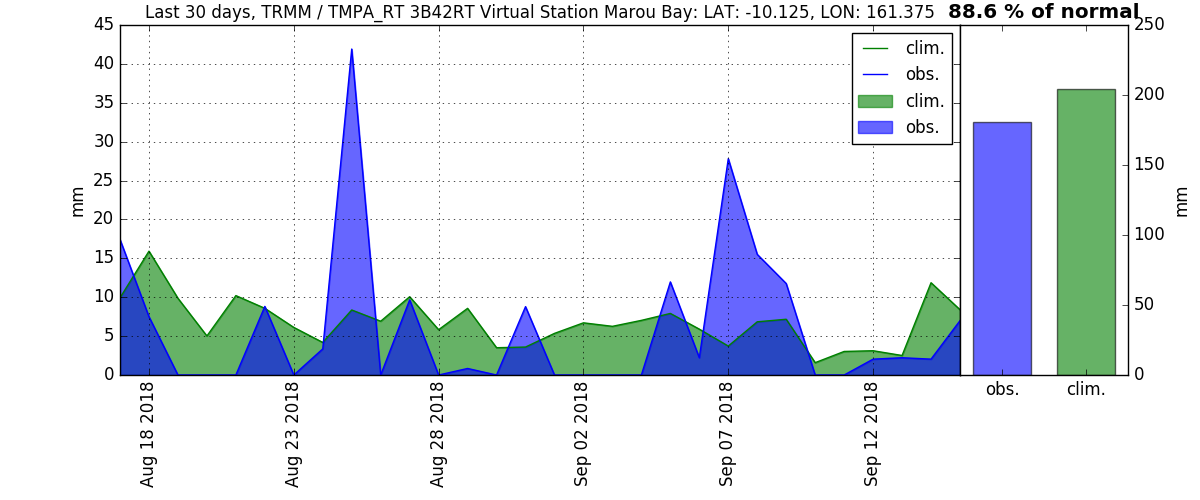 Last 30 days, TRMM / TMPA_RT 3B42RT Virtual Station Marou Bay: LAT: -10.125, LON: 161.375
88.6 % of normal
45
40
35
30
25
20
15
10
5
0
mm
clim.
obs.
clim.
obs.
Aug 18 2018
Aug 23 2018
Aug 28 2018
Sep 02 2018
Sep 07 2018
Sep 12 2018
250
200
150
100
50
0
mm
obs.
clim.